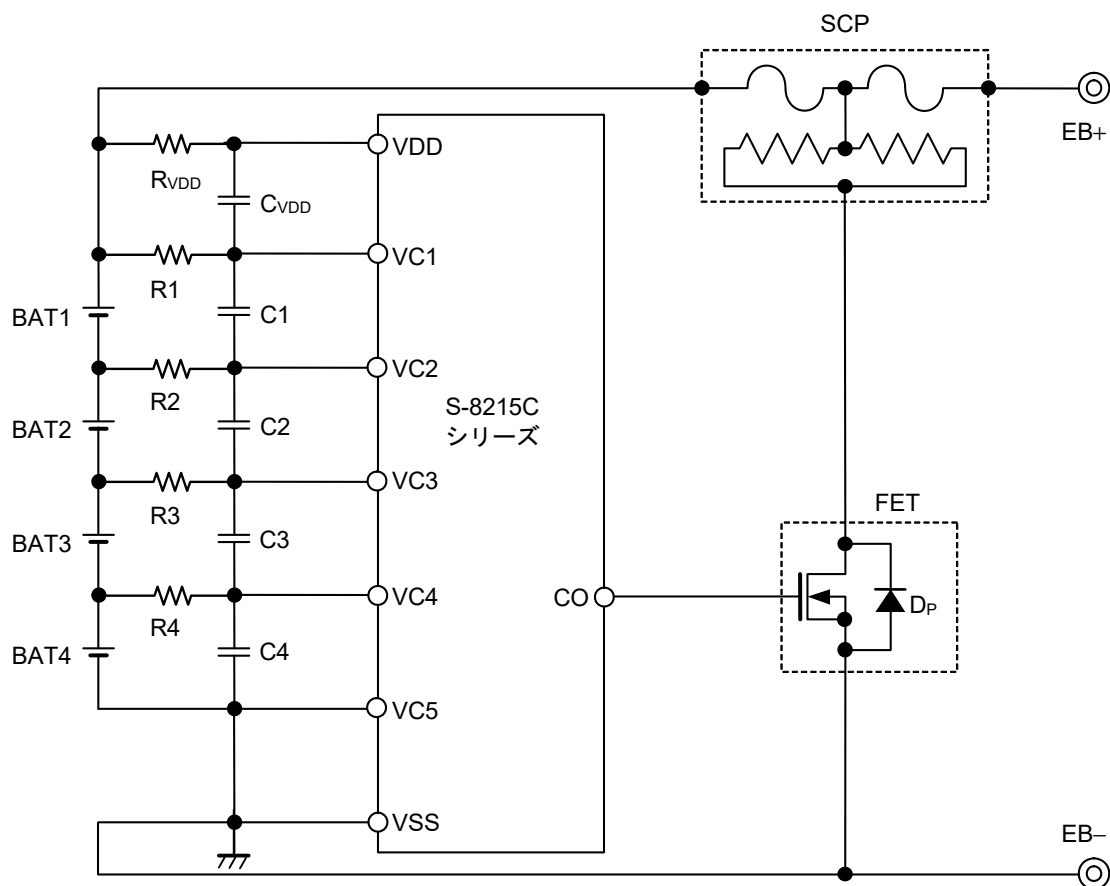 SCP
EB+
VDD
RVDD
CVDD
VC1
R1
BAT1
C1
VC2
R2
BAT2
C2
S-8215C
シリーズ
VC3
R3
BAT3
C3
FET
VC4
CO
DP
R4
BAT4
C4
VC5
VSS
EB−